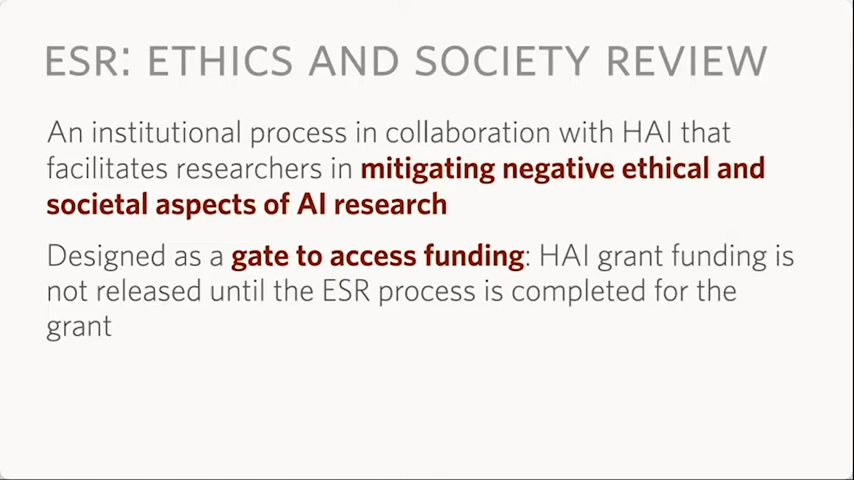 ESR: ETHICS AND SOCIETY REVIEW
An institutional process in collaboration with HAI that
facilitates researchers in mitigating negative ethical and
societal aspects of AI research
Designed as a gate to access funding: HAI grant funding is
not released until the ESR process is completed for the
grant